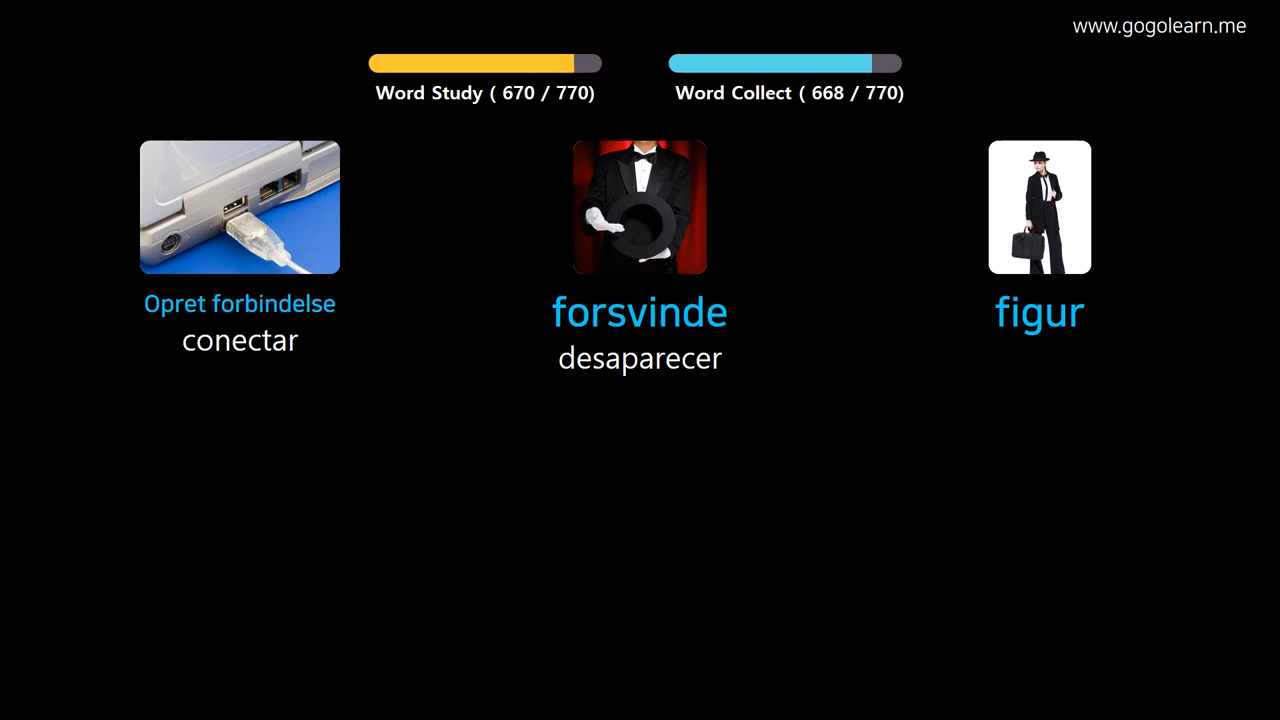 www.gogolearn.me
Word Study ( 670 / 770)
Word Collect ( 668 / 770)
Opret forbindelse
conectar
forsvinde
desaparecer
figur